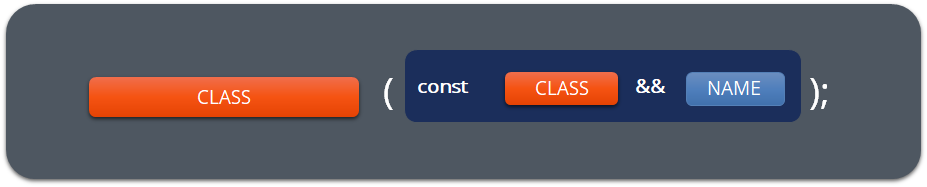 CLASS ( const CLASS && NAME );